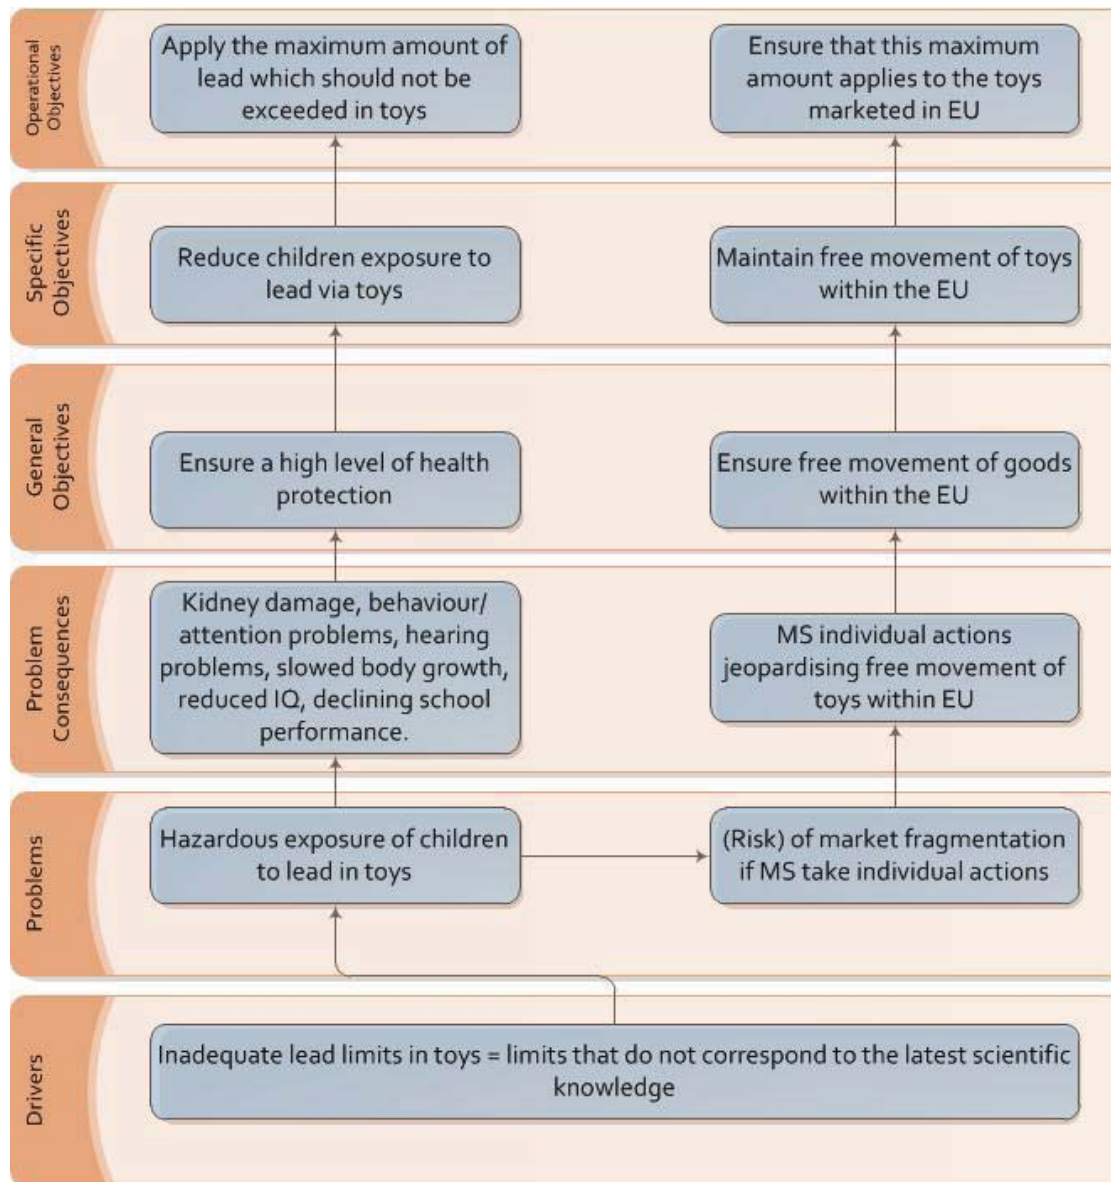 Operational
Objectives
Apply the maximum amount of
lead which should not be
exceeded in toys
Ensure that this maximum
amount applies to the toys
marketed in EU
Specific
Objectives
Reduce children exposure to
lead via toys
Maintain free movement of toys
within the EU
General
Objectives
Ensure a high level of health
protection
Ensure free movement of goods
within the EU
Problem
Consequences
Kidney damage, behaviour/
attention problems, hearing
problems, slowed body growth,
reduced IQ, declining school
performance.
MS individual actions
jeopardising free movement of
toys within EU
Problems
Hazardous exposure of children
to lead in toys
(Risk) of market fragmentation
if MS take individual actions
Drivers
Inadequate lead limits in toys = limits that do not correspond to the latest scientific
knowledge